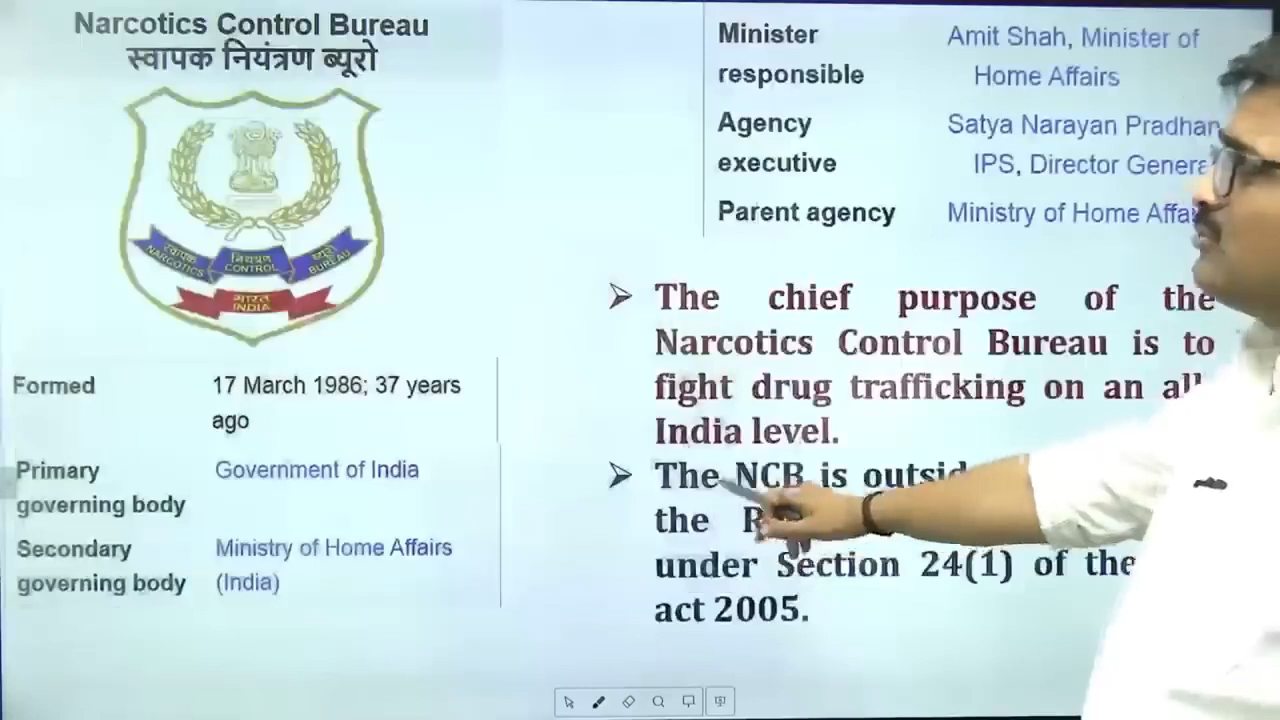 Narcotics Control Bureau
स्वापक नियंत्रण ब्यूरो
स्वापक
NARCOTICS
नियंत्रण
CONTROL
ब्यूरो
BUREAU
भारत
INDIA
Formed 17 March 1986; 37 years
ago
Primary Government of India
governing body
Secondary Ministry of Home Affairs
governing body (India)
Minister Amit Shah, Minister of
responsible Home Affairs
Agency Satya Narayan Pradhan
executive IPS, Director
Parent agency Ministry of Home
➢ The chief purpose of the
Narcotics Control Bureau is to
fight drug trafficking on an
India level.
➢ The NCB is
the
under Section 24(1) of the
act 2005.